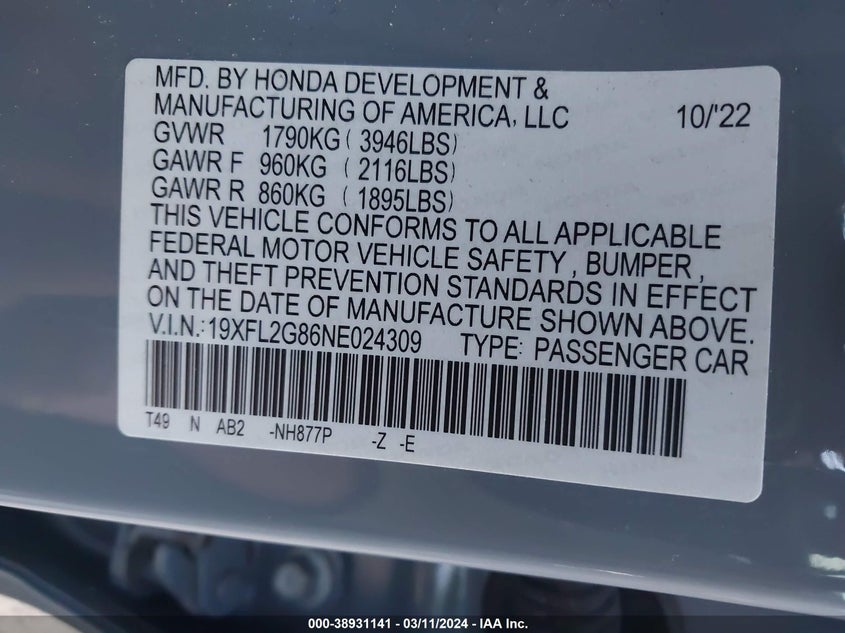 MFD. BY HONDA DEVELOPMENT &
MANUFACTURING OF AMERICA, LLC 10/'22
GVWR 1790KG ( 3946LBS)
GAWR F 960KG ( 2116LBS)
GAWR R 860KG ( 1895LBS)
THIS VEHICLE CONFORMS TO ALL APPLICABLE
FEDERAL MOTOR VEHICLE SAFETY , BUMPER ,
AND THEFT PREVENTION STANDARDS IN EFFECT
ON THE DATE OF MANUFACTURE SHOWN ABOVE.
V.I.N.:19XFL2G86NE024309 TYPE: PASSENGER CAR
T49 N AB2 -NH877P -Z -E
000-38931141 - 03/11/2024 - IAA Inc.